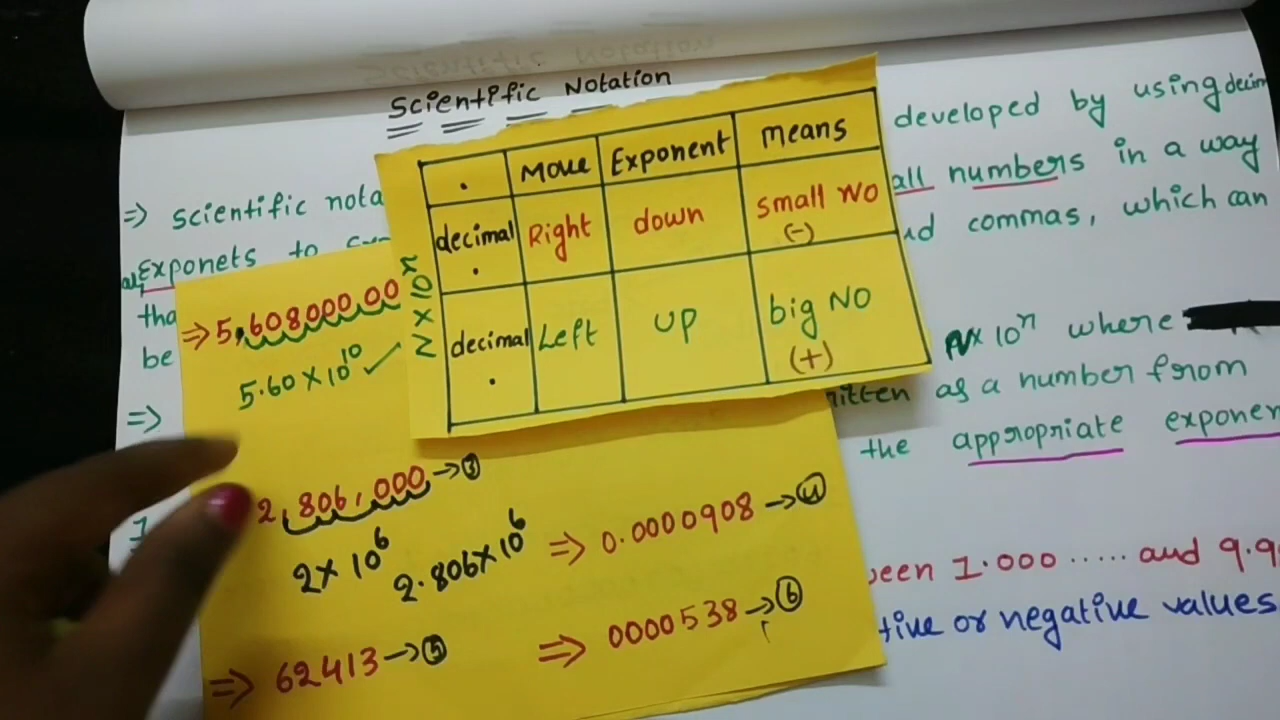 Scientific Notation
developed by using decim
=> Scientific nota
all numbers in a way
Exponets to
nd commas, which can
tha
be
N x 10ⁿ where
=>
ritten as a number from
the appropriate exponen
ween 1.000 ..... and 9.9
tive or negative values
. Move Exponent Means
decimal . Right down small NO (-)
decimal . Left up big NO (+)
N x 10ⁿ
=> 5,608000,00
5.60 x 10¹⁰ ✓
2,806,000 → ③
2 x 10⁶ 2.806 x 10⁶
=> 0.0000908 → ④
=> 62413 → ⑤
=> 0000538 → ⑥